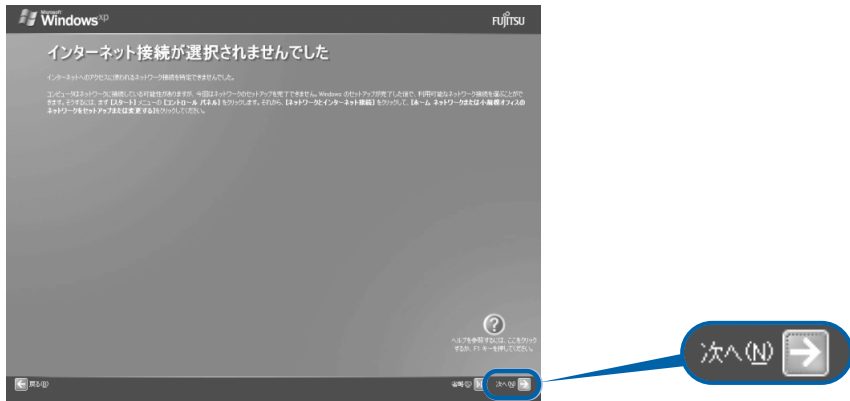 Microsoft
Windows xp
FUJITSU
インターネット接続が選択されませんでした
インターネットへのアクセスに使われるネットワーク接続を特定できませんでした。
コンピュータはネットワークに接続している可能性がありますが、今回はネットワークのセットアップを完了できません。Windows のセットアップが完了した後で、利用可能なネットワーク接続を選ぶことがで
きます。そうするには、まず [スタート] メニューの [コントロール パネル] をクリックします。それから、[ネットワークとインターネット接続] をクリックして、[ホーム ネットワークまたは小規模オフィスの
ネットワークをセットアップまたは変更する] をクリックしてください。
?
ヘルプを参照するには、ここをクリック
するか、F1 キーを押してください。
戻る(B)
省略(S)
次へ(N)
次へ(N)